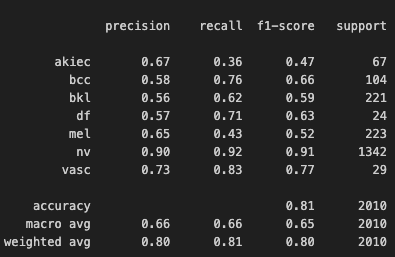 precision recall f1-score support
akiec 0.67 0.36 0.47 67
bcc 0.58 0.76 0.66 104
bkl 0.56 0.62 0.59 221
df 0.57 0.71 0.63 24
mel 0.65 0.43 0.52 223
nv 0.90 0.92 0.91 1342
vasc 0.73 0.83 0.77 29
accuracy 0.81 2010
macro avg 0.66 0.66 0.65 2010
weighted avg 0.80 0.81 0.80 2010